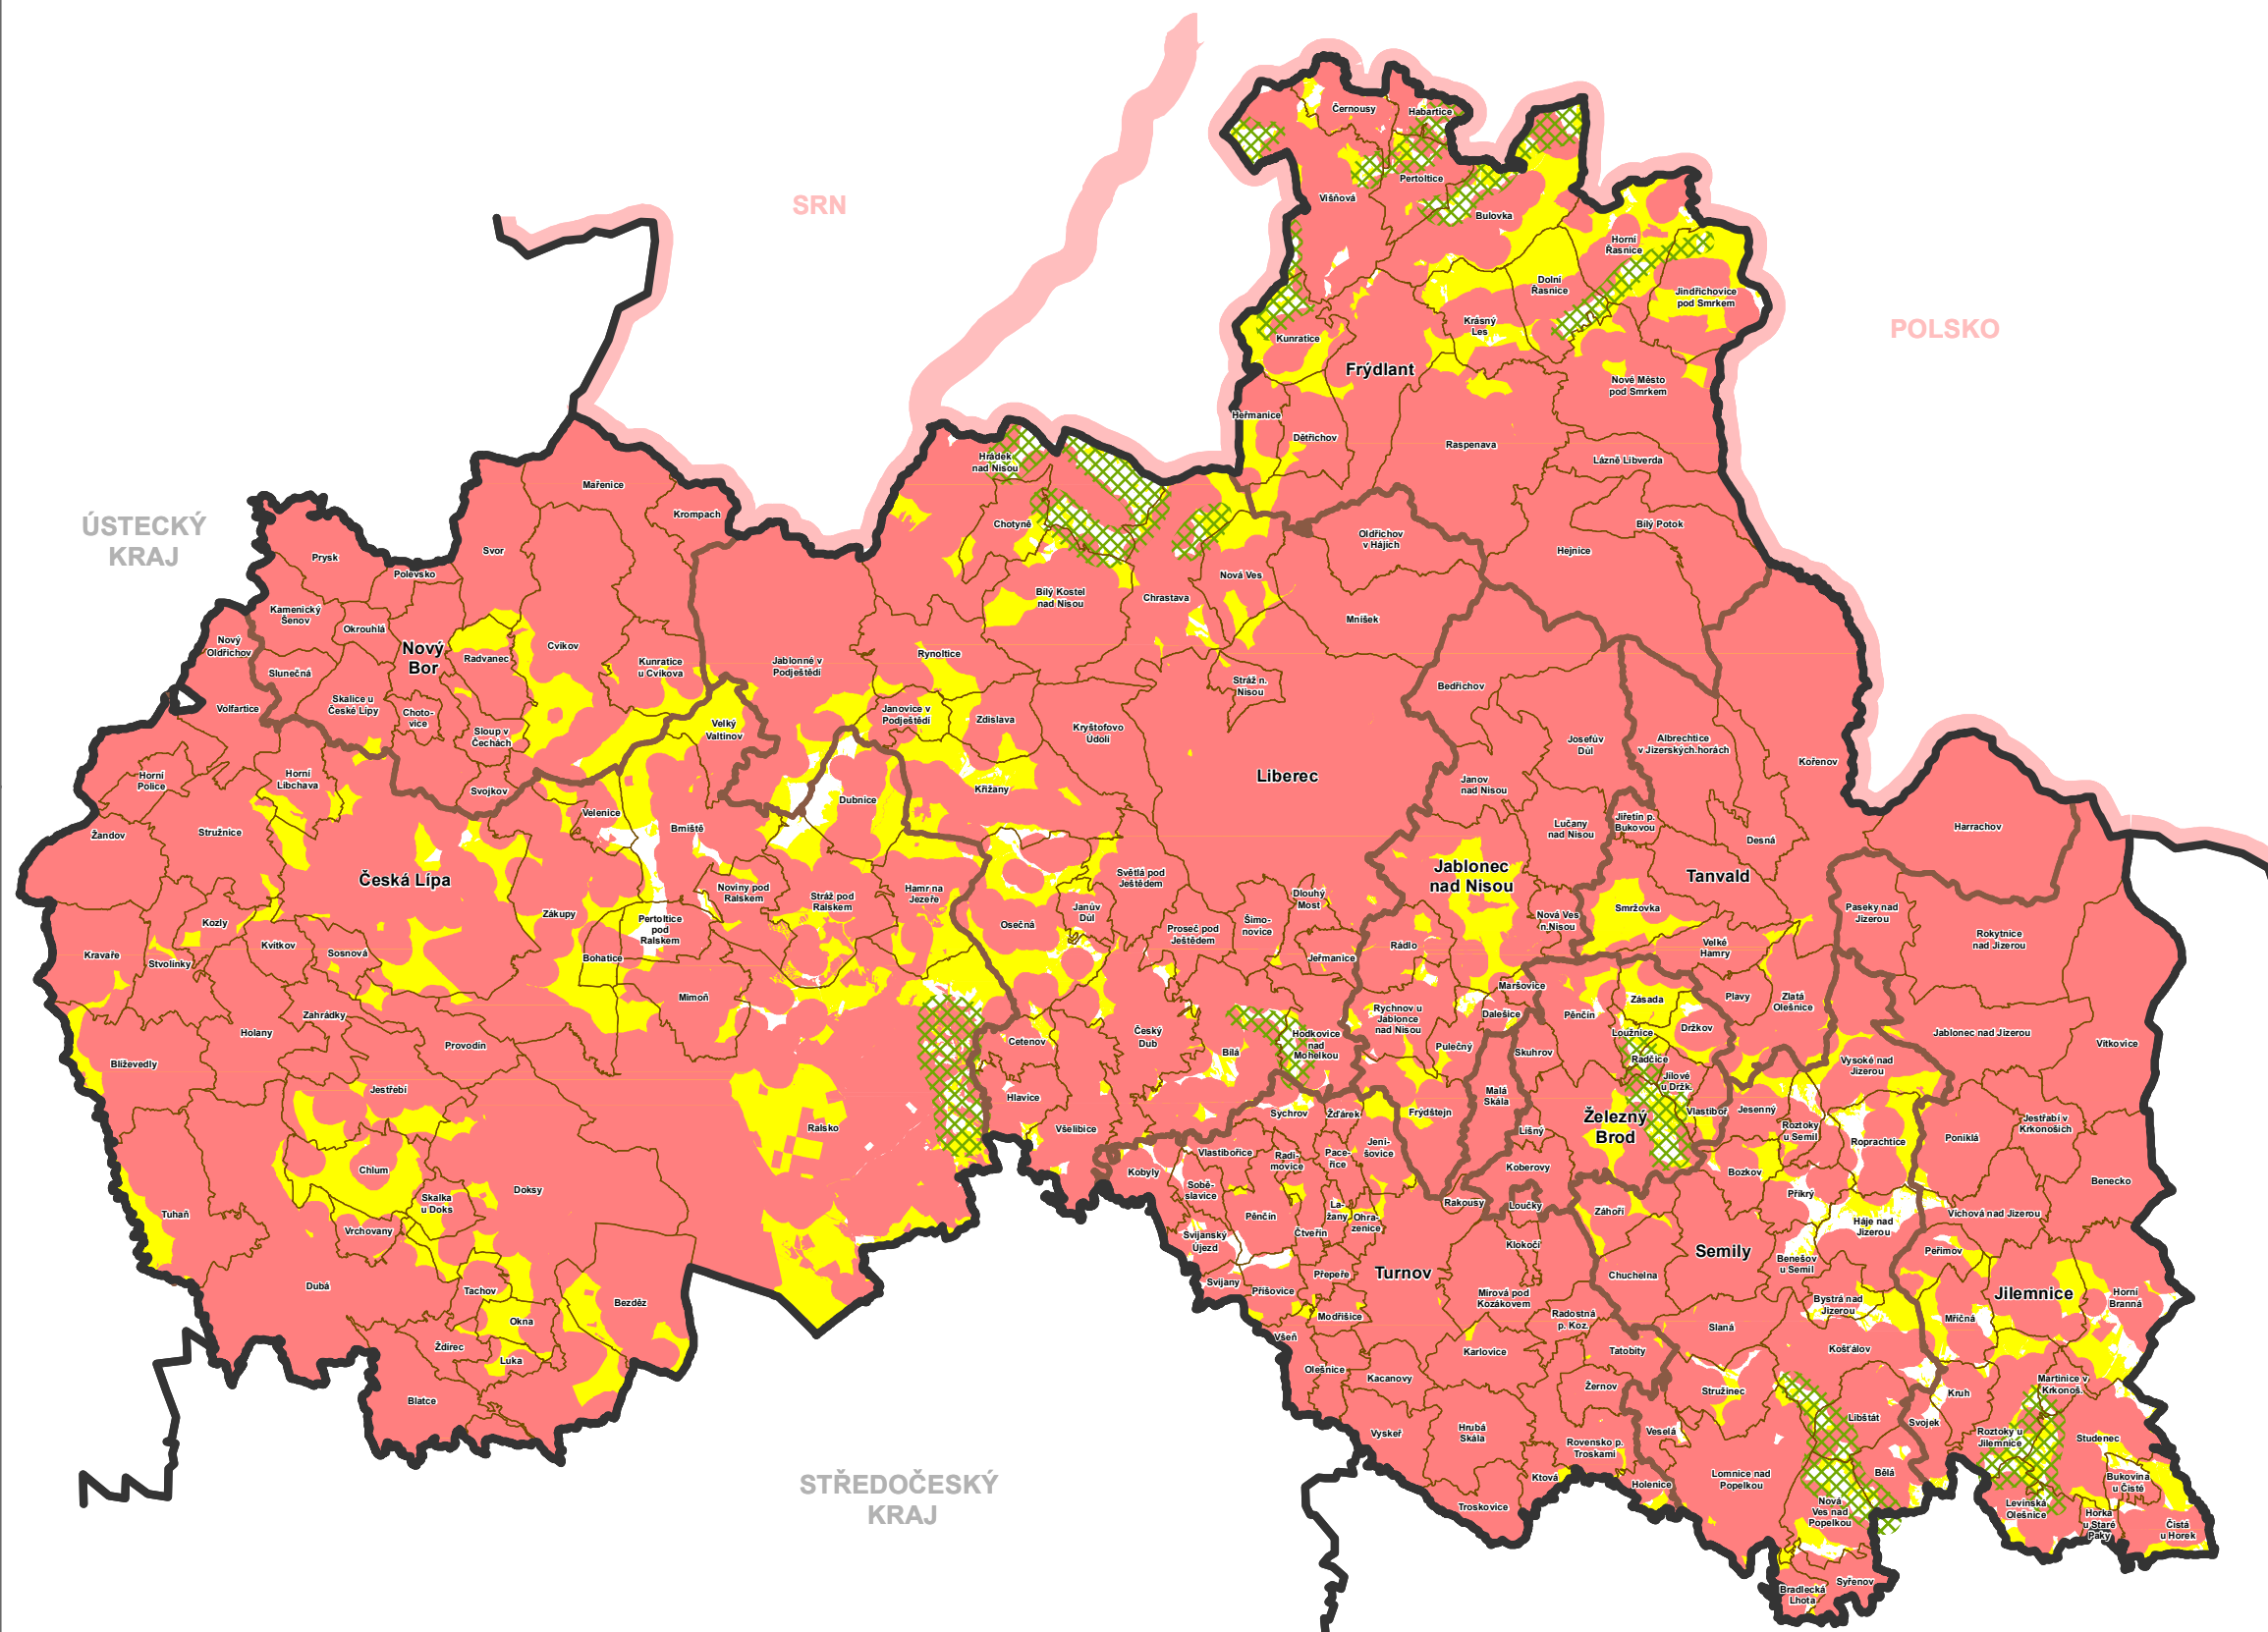 SRN
POLSKO
ÚSTECKÝ
KRAJ
STŘEDOČESKÝ
KRAJ
Černousy
Habartice
Pertoltice
Višňová
Bulovka
Horní
Řasnice
Dolní
Řasnice
Jindřichovice
pod Smrkem
Krásný
Les
Kunratice
Frýdlant
Nové Město
pod Smrkem
Heřmanice
Dětřichov
Raspenava
Lázně Libverda
Bílý Potok
Hejnice
Oldřichov
v Hájích
Hrádek
nad Nisou
Chotyně
Nová Ves
Bílý Kostel
nad Nisou
Chrastava
Mníšek
Mařenice
Krompach
Svor
Prysk
Polevsko
Kamenický
Šenov
Okrouhlá
Nový
Oldřichov
Nový
Bor
Radvanec
Cvikov
Kunratice
u Cvikova
Jablonné v
Podještědí
Rynoltice
Stráž n.
Nisou
Bedřichov
Slunečná
Skalice u
České Lípy
Choto-
vice
Sloup v
Čechách
Volfartice
Velký
Valtinov
Janovice v
Podještědí
Zdislava
Kryštofovo
Údolí
Josefův
Důl
Albrechtice
v Jizerských.horách
Kořenov
Horní
Police
Horní
Libchava
Svojkov
Liberec
Janov
nad Nisou
Křižany
Dubnice
Velenice
Brniště
Žandov
Stružnice
Lučany
nad Nisou
Jiřetín p.
Bukovou
Desná
Harrachov
Česká Lípa
Jablonec
nad Nisou
Tanvald
Světlá pod
Ještědem
Noviny pod
Ralskem
Stráž pod
Ralskem
Hamr na
Jezeře
Dlouhý
Most
Smržovka
Paseky nad
Jizerou
Kozly
Zákupy
Pertoltice
pod
Ralskem
Osečná
Janův
Důl
Proseč pod
Ještědem
Šimo-
novice
Nová Ves
n.Nisou
Rokytnice
nad Jizerou
Kvítkov
Sosnová
Bohatice
Kravaře
Stvolínky
Jeřmanice
Rádlo
Velké
Hamry
Mimoň
Maršovice
Zásada
Plavy
Zlatá
Olešnice
Zahrádky
Holany
Provodín
Rychnov u
Jablonce
nad Nisou
Dalešice
Pěnčín
Loužnice
Držkov
Jablonec nad Jizerou
Vítkovice
Blíževedly
Cetenov
Český
Dub
Bílá
Hodkovice
nad
Mohelkou
Pulečný
Skuhrov
Radčice
Vysoké nad
Jizerou
Jestřebí
Hlavice
Malá
Skála
Jílové
u Držk.
Ralsko
Všelibice
Sychrov
Žďárek
Frýdštejn
Železný
Brod
Vlastiboř
Jesenný
Roztoky
u Semil
Roprachtice
Poniklá
Jestřabí v
Krkonoších
Líšný
Chlum
Vlastibořice
Radi-
movice
Pace-
řice
Jeni-
šovice
Kobyly
Koberovy
Bozkov
Benecko
Doksy
Skalka
u Doks
Sobě-
slavice
Rakousy
Loučky
Záhoří
Příkrý
Tuhaň
Vrchovany
Pěnčín
La-
žany
Ohra-
zenice
Čtveřín
Háje nad
Jizerou
Víchová nad Jizerou
Svijanský
Újezd
Klokočí
Semily
Benešov
u Semil
Peřimov
Dubá
Tachov
Bezděz
Svijany
Příšovice
Přepeře
Turnov
Chuchelna
Mírová pod
Kozákovem
Bystrá nad
Jizerou
Jilemnice
Horní
Branná
Okna
Modřišice
Radostná
p. Koz.
Slaná
Mříčná
Ždírec
Luka
Všeň
Karlovice
Tatobity
Košťálov
Olešnice
Kacanovy
Žernov
Stružinec
Kruh
Martinice v
Krkonoš.
Blatce
Vyskeř
Hrubá
Skála
Rovensko p.
Troskami
Veselá
Libštát
Svojek
Roztoky u
Jilemnice
Studenec
Ktová
Holenice
Lomnice nad
Popelkou
Bělá
Bukovina
u Čisté
Troskovice
Nová
Ves nad
Popelkou
Levínská
Olešnice
Horka
u Staré
Paky
Čistá
u Horek
Bradlecká
Lhota
Syřenov